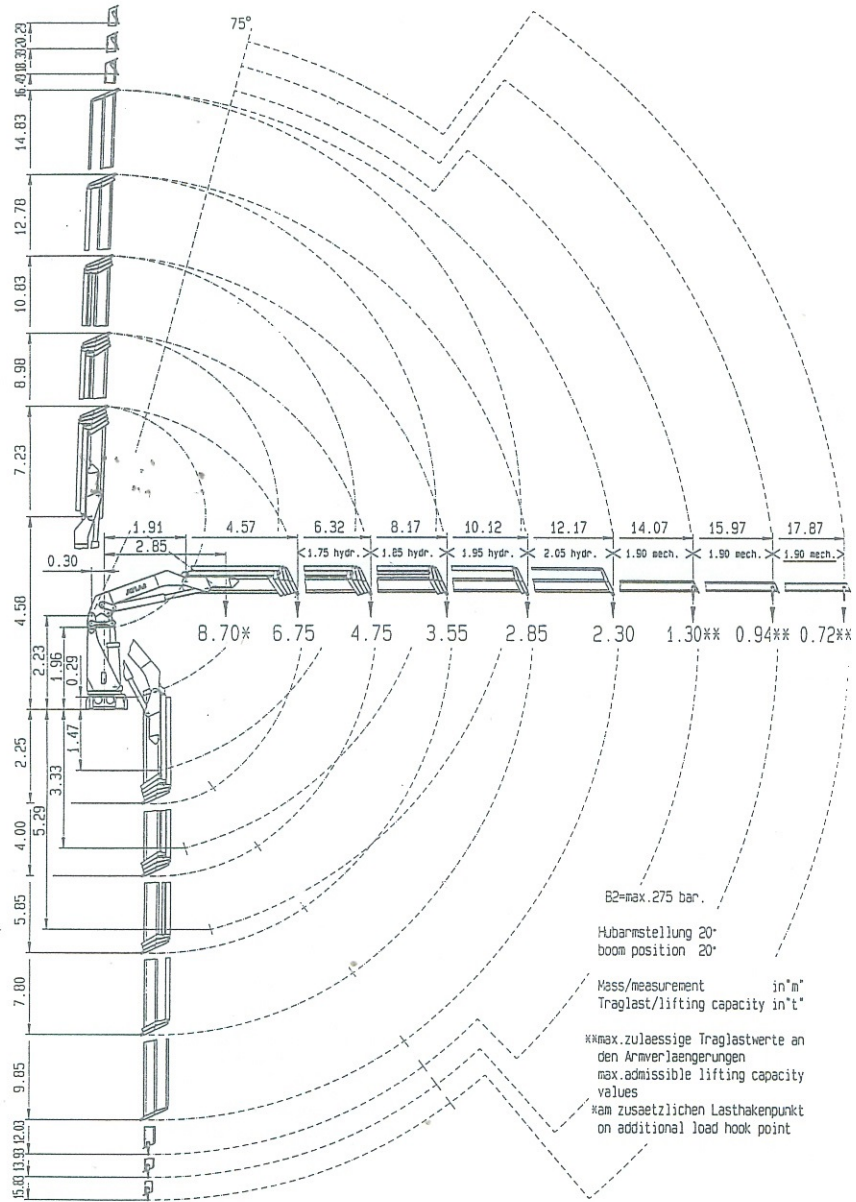 75°
20.29
18.39
16.49
14.83
12.78
10.83
8.98
7.23
1.91 4.57 6.32 8.17 10.12 12.17 14.07 15.97 17.87
2.85 1.75 hydr. 1.85 hydr. 1.95 hydr. 2.05 hydr. 1.90 mech. 1.90 mech. 1.90 mech.
0.30
ATLAS
8.70* 6.75 4.75 3.55 2.85 2.30 1.30** 0.94** 0.72**
4.58
2.23
1.96
0.29
1.47
2.25
3.33
5.29
4.00
5.85
7.80
9.85
12.03
13.93
15.83
B2=max.275 bar.
Hubarmstellung 20°
boom position 20°
Mass/measurement in"m"
Traglast/lifting capacity in"t"
**max.zulaessige Traglastwerte an
den Armverlaengerungen
max.admissible lifting capacity
values
*am zusaetzlichen Lasthakenpunkt
on additional load hook point